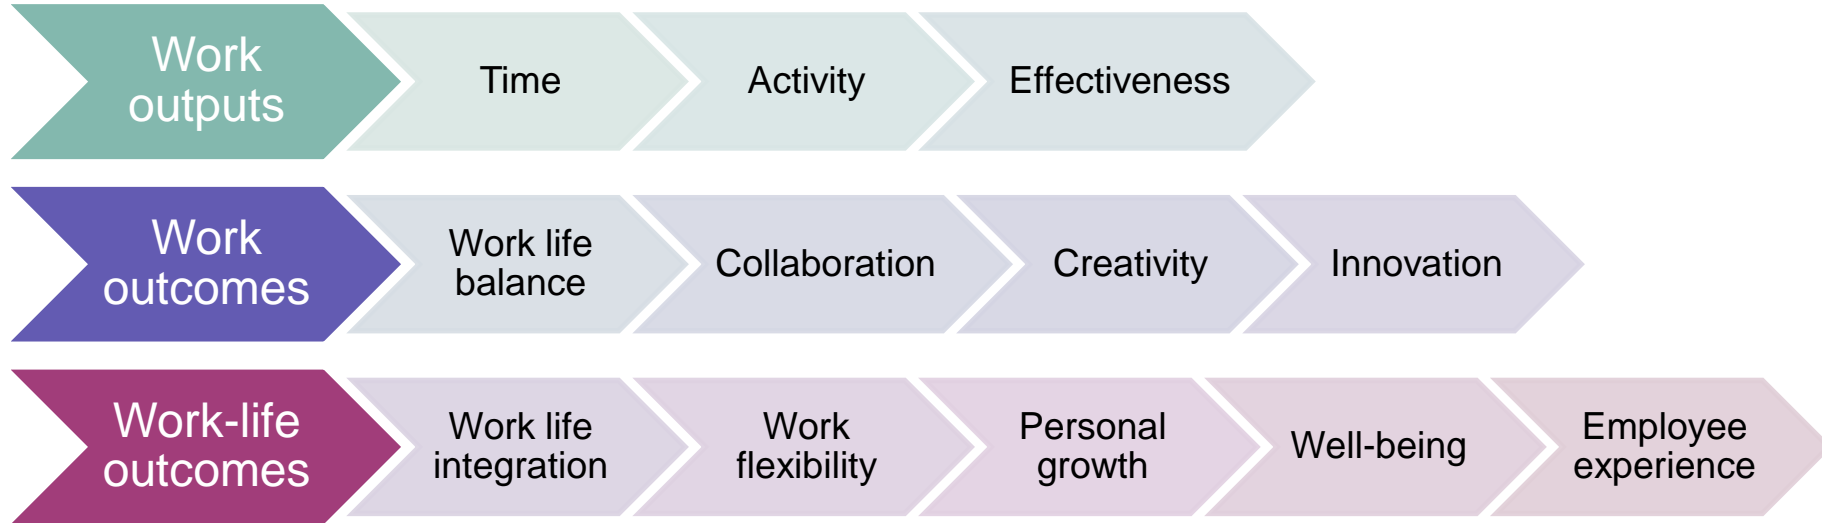 Work
outputs
Time
Activity
Effectiveness
Work
outcomes
Work life
balance
Collaboration
Creativity
Innovation
Work-life
outcomes
Work life
integration
Work
flexibility
Personal
growth
Well-being
Employee
experience